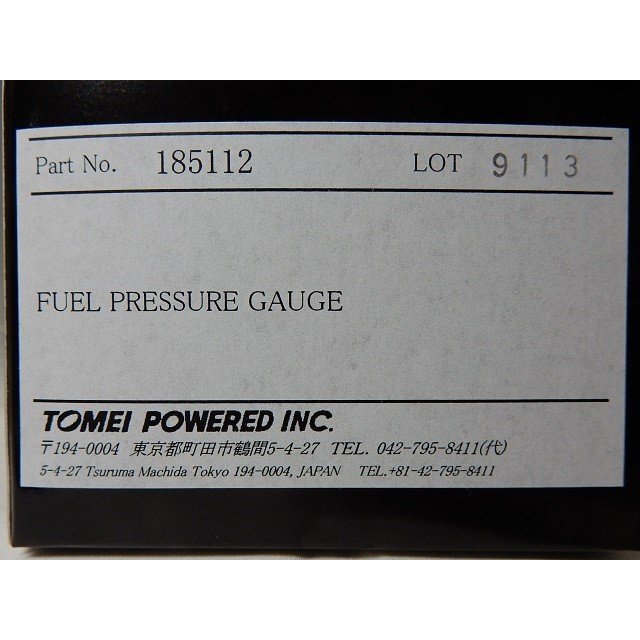 Part No. 185112 LOT 9113
FUEL PRESSURE GAUGE
TOMEI POWERED INC.
〒194-0004 東京都町田市鶴間5-4-27 TEL. 042-795-8411(代)
5-4-27 Tsuruma Machida Tokyo 194-0004, JAPAN TEL.+81-42-795-8411